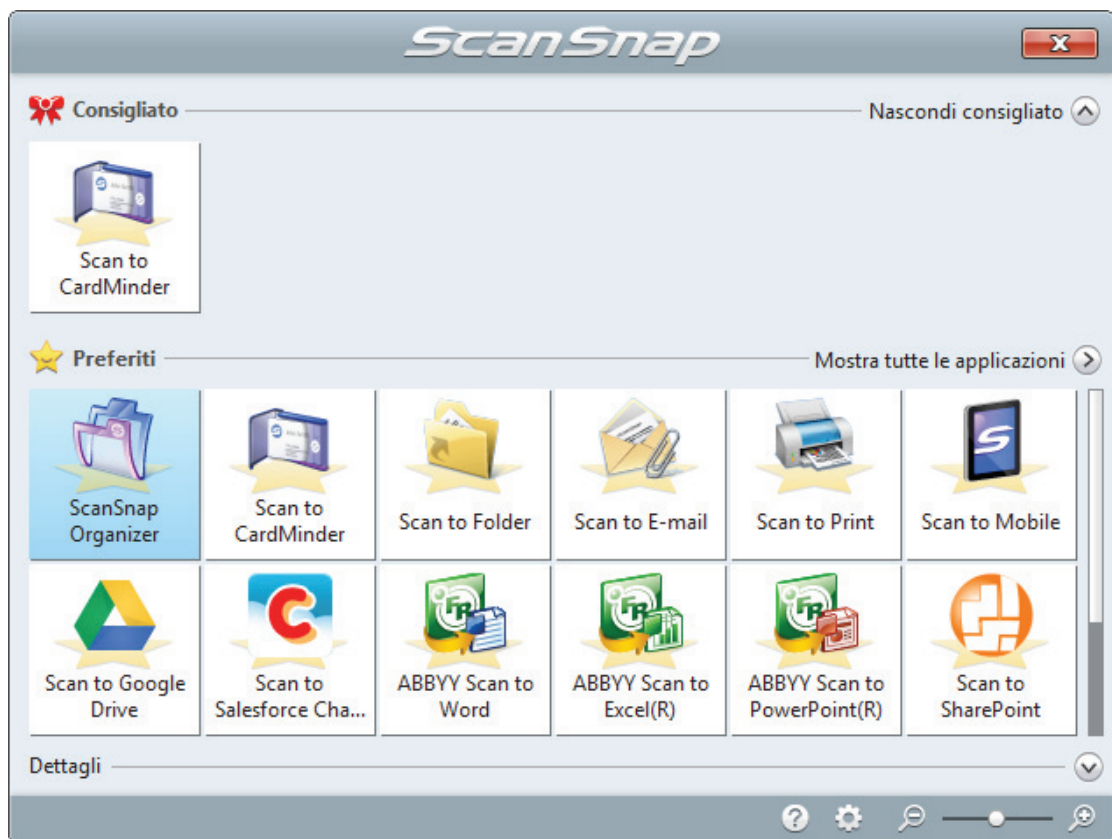 ScanSnap
Consigliato
Nascondi consigliato
Scan to
CardMinder
Preferiti
Mostra tutte le applicazioni
ScanSnap
Organizer
Scan to
CardMinder
Scan to Folder
Scan to E-mail
Scan to Print
Scan to Mobile
Scan to Google
Drive
Scan to
Salesforce Cha...
ABBYY Scan to
Word
ABBYY Scan to
Excel(R)
ABBYY Scan to
PowerPoint(R)
Scan to
SharePoint
Dettagli